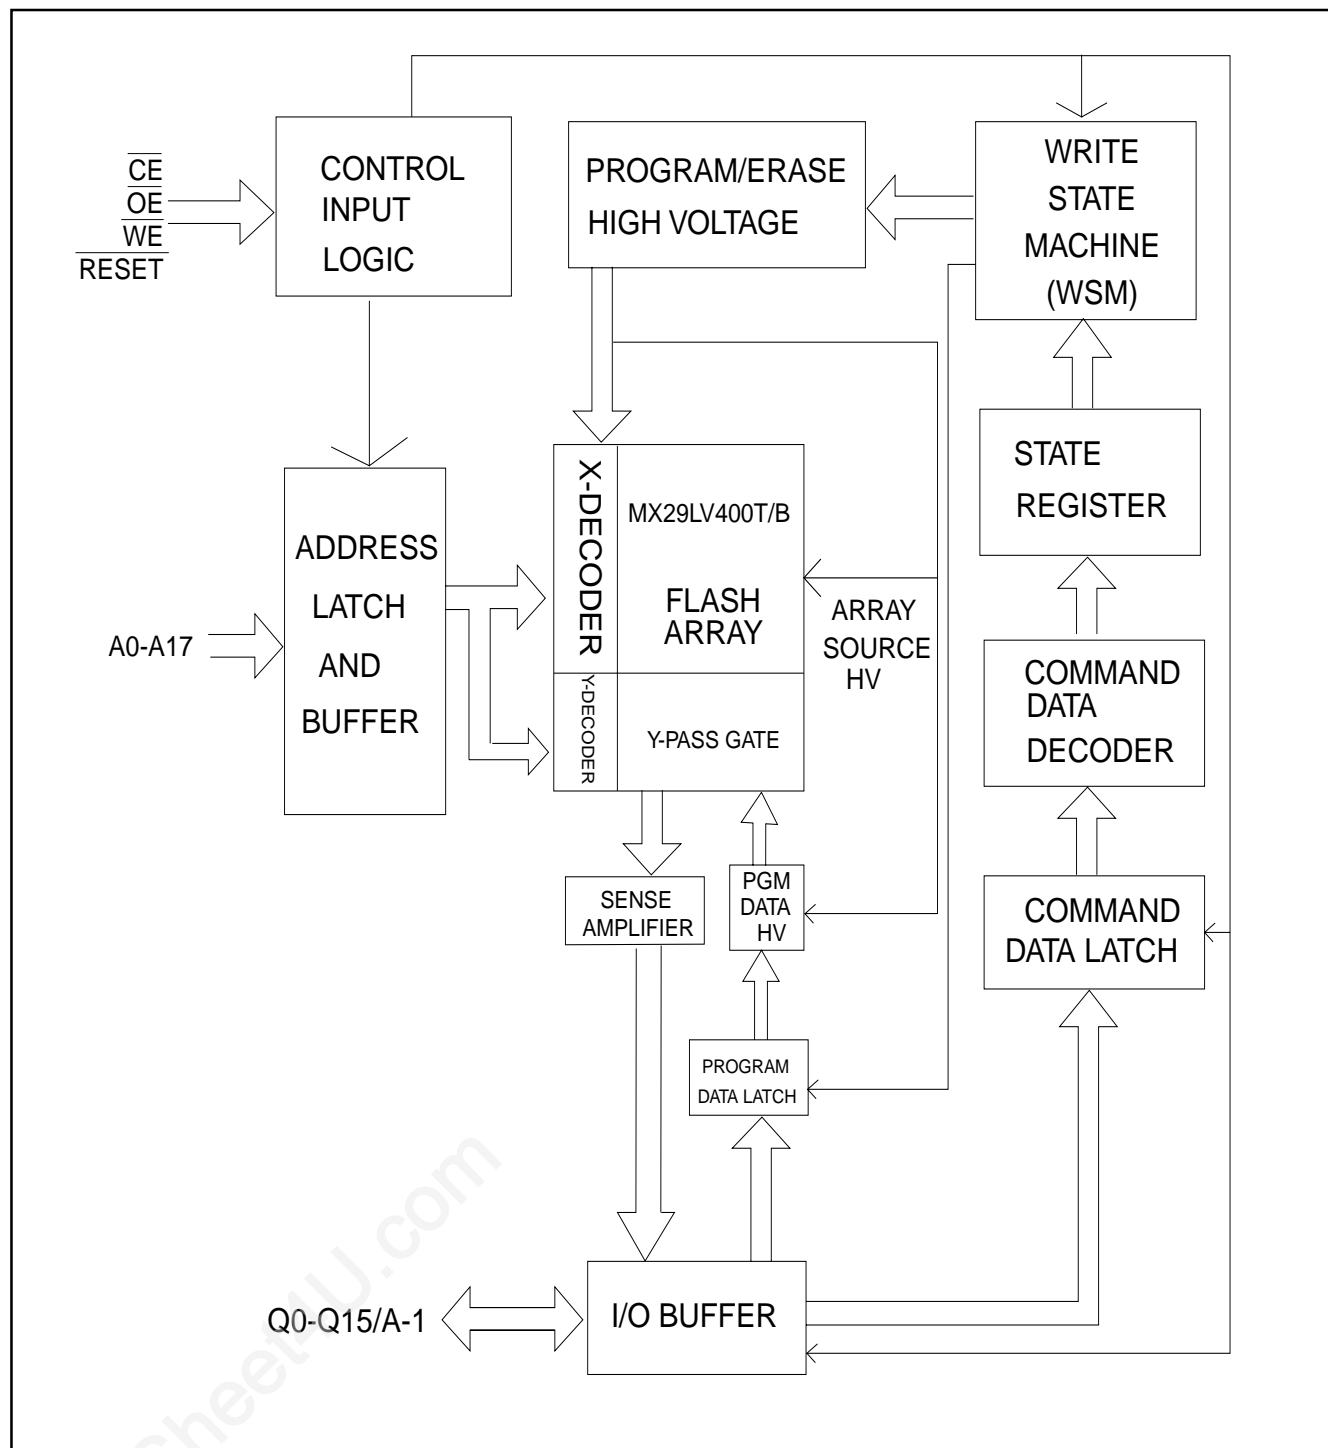 CE
OE
WE
RESET
CONTROL
INPUT
LOGIC
PROGRAM/ERASE
HIGH VOLTAGE
WRITE
STATE
MACHINE
(WSM)
STATE
REGISTER
ADDRESS
LATCH
AND
BUFFER
A0-A17
X-DECODER
MX29LV400T/B
FLASH
ARRAY
ARRAY
SOURCE
HV
Y-DECODER
Y-PASS GATE
COMMAND
DATA
DECODER
SENSE
AMPLIFIER
PGM
DATA
HV
COMMAND
DATA LATCH
PROGRAM
DATA LATCH
Q0-Q15/A-1
I/O BUFFER
Sheet4U.com